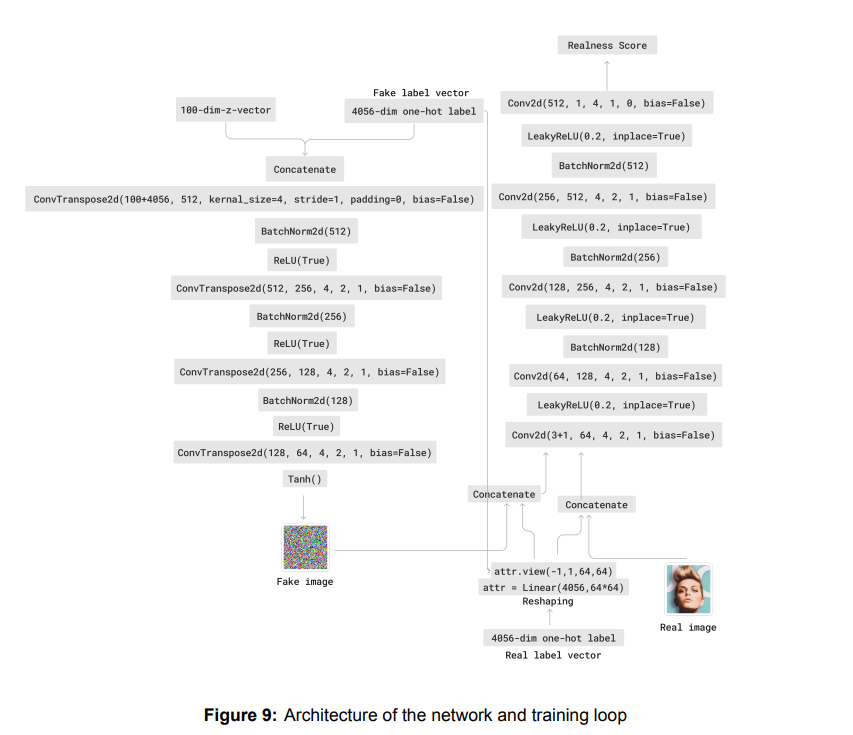 100-dim-z-vector
Fake label vector
4056-dim one-hot label
Concatenate
ConvTranspose2d(100+4056, 512, kernal_size=4, stride=1, padding=0, bias=False)
BatchNorm2d(512)
ReLU(True)
ConvTranspose2d(512, 256, 4, 2, 1, bias=False)
BatchNorm2d(256)
ReLU(True)
ConvTranspose2d(256, 128, 4, 2, 1, bias=False)
BatchNorm2d(128)
ReLU(True)
ConvTranspose2d(128, 64, 4, 2, 1, bias=False)
Tanh()
Fake image
Realness Score
Conv2d(512, 1, 4, 1, 0, bias=False)
LeakyReLU(0.2, inplace=True)
BatchNorm2d(512)
Conv2d(256, 512, 4, 2, 1, bias=False)
LeakyReLU(0.2, inplace=True)
BatchNorm2d(256)
Conv2d(128, 256, 4, 2, 1, bias=False)
LeakyReLU(0.2, inplace=True)
BatchNorm2d(128)
Conv2d(64, 128, 4, 2, 1, bias=False)
LeakyReLU(0.2, inplace=True)
Conv2d(3+1, 64, 4, 2, 1, bias=False)
Concatenate
Concatenate
attr.view(-1,1,64,64)
attr = Linear(4056,64*64)
Reshaping
4056-dim one-hot label
Real label vector
Real image
Figure 9: Architecture of the network and training loop